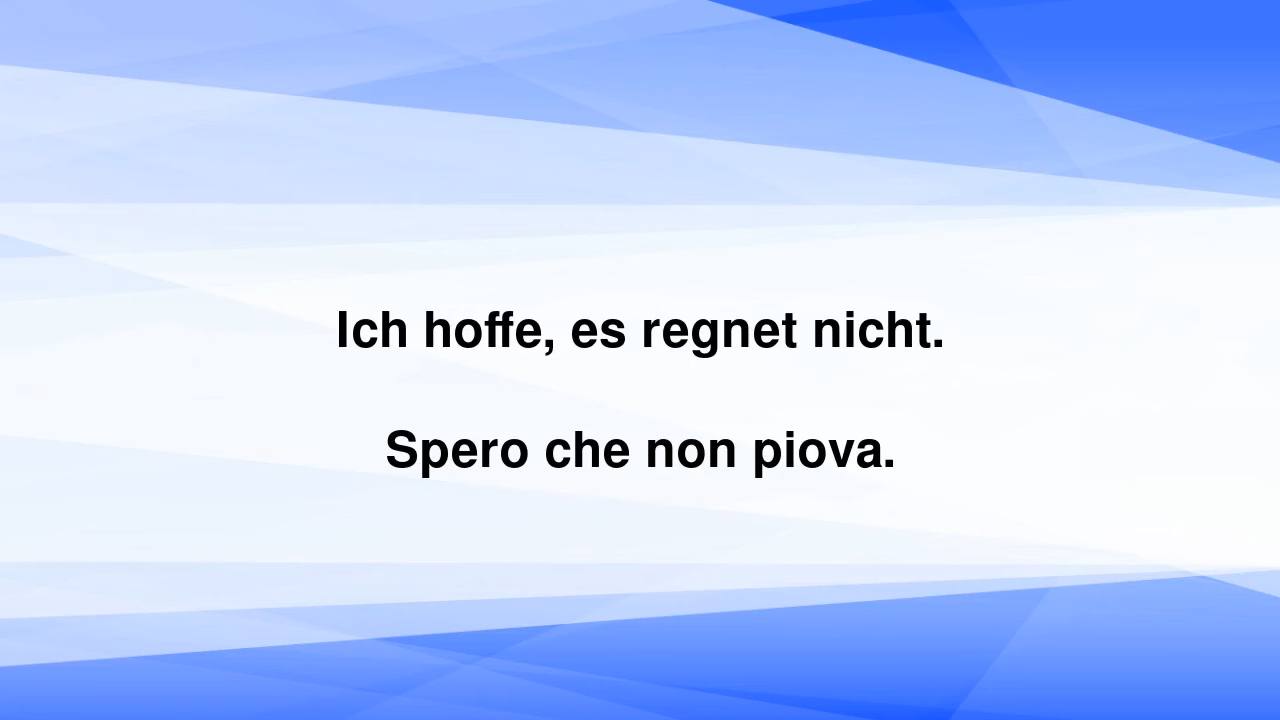 Ich hoffe, es regnet nicht.
Spero che non piova.